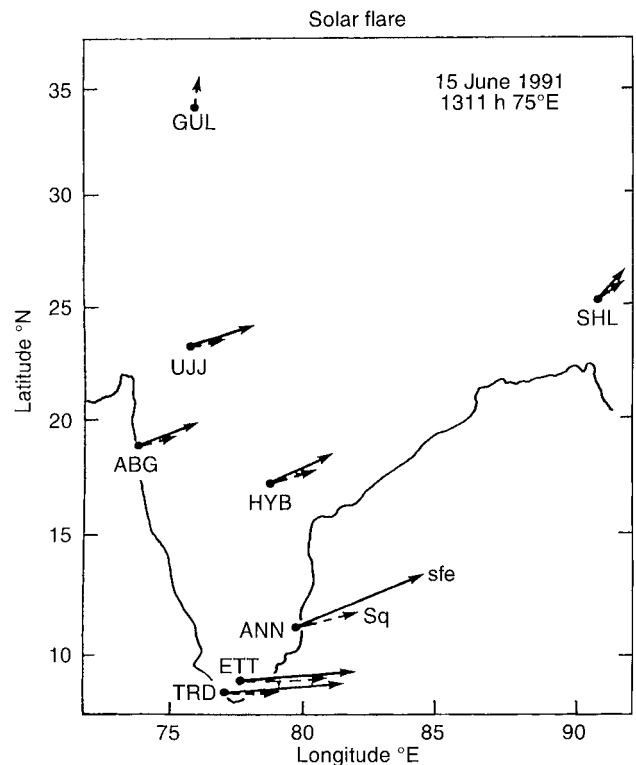 Solar flare
15 June 1991
1311 h 75°E
35
30
25
20
15
10
Latitude °N
GUL
SHL
UJJ
ABG
HYB
sfe
ANN
Sq
ETT
TRD
75
80
85
90
Longitude °E